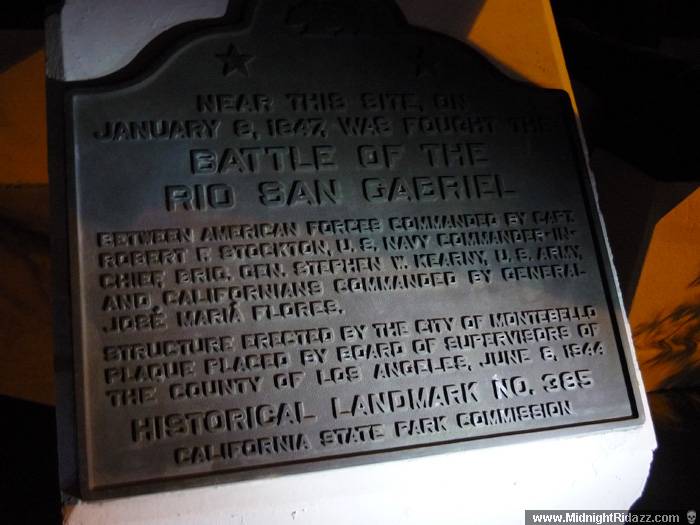 NEAR THIS SITE, ON
JANUARY 8, 1847, WAS FOUGHT THE
BATTLE OF THE
RIO SAN GABRIEL
BETWEEN AMERICAN FORCES COMMANDED BY CAPT.
ROBERT F. STOCKTON, U.S. NAVY COMMANDER-IN-
CHIEF, BRIG. GEN. STEPHEN W. KEARNY, U.S. ARMY,
AND CALIFORNIANS COMMANDED BY GENERAL
JOSÉ MARIÁ FLORES.
STRUCTURE ERECTED BY THE CITY OF MONTEBELLO
PLAQUE PLACED BY BOARD OF SUPERVISORS OF
THE COUNTY OF LOS ANGELES, JUNE 6, 1944
HISTORICAL LANDMARK NO. 385
CALIFORNIA STATE PARK COMMISSION
www.MidnightRidazz.com